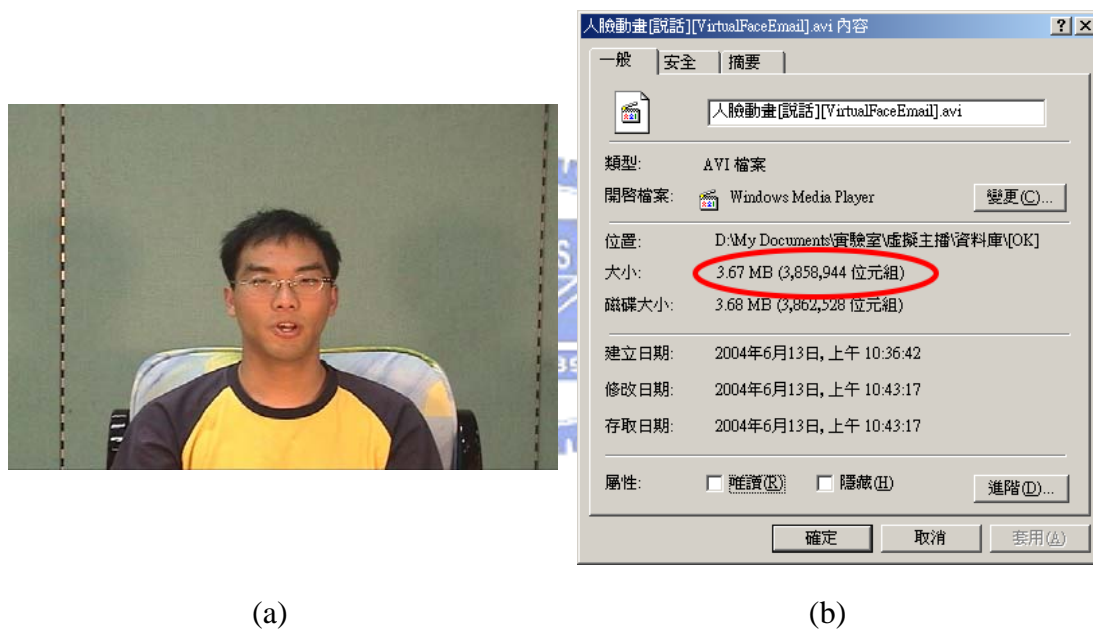 人臉動畫[說話][VirtualFaceEmail].avi 內容
一般 安全 摘要
人臉動畫[說話][VirtualFaceEmail].avi
類型: AVI 檔案
開啟檔案: Windows Media Player 變更(C)...
位置: D:\My Documents\實驗室\虛擬主播\資料庫\[OK]
大小: 3.67 MB (3,858,944 位元組)
磁碟大小: 3.68 MB (3,862,528 位元組)
建立日期: 2004年6月13日, 上午 10:36:42
修改日期: 2004年6月13日, 上午 10:43:17
存取日期: 2004年6月13日, 上午 10:43:17
屬性: 唯讀(R) 隱藏(H) 進階(D)...
確定 取消 套用(A)
(a) (b)